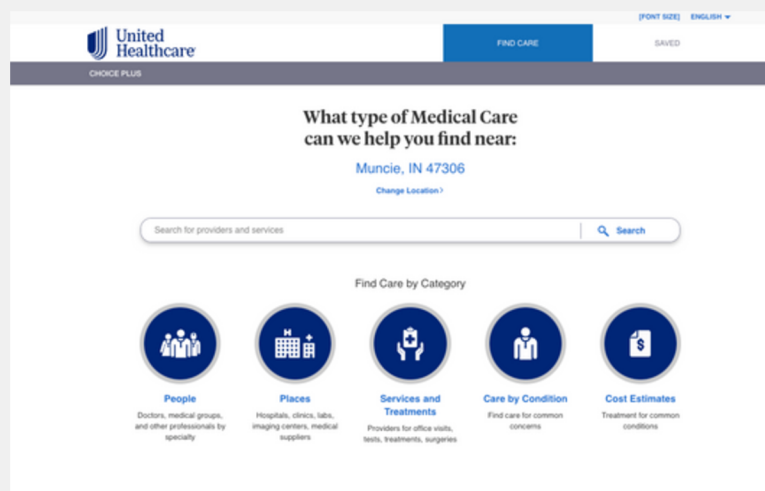 [FONT SIZE] ENGLISH
United
Healthcare
FIND CARE
SAVED
CHOICE PLUS
What type of Medical Care
can we help you find near:
Muncie, IN 47306
Change Location
Search for providers and services
Search
Find Care by Category
People
Doctors, medical groups,
and other professionals by
specialty
Places
Hospitals, clinics, labs,
imaging centers, medical
suppliers
Services and
Treatments
Providers for office visits,
tests, treatments, surgeries
Care by Condition
Find care for common
concerns
Cost Estimates
Treatment for common
conditions